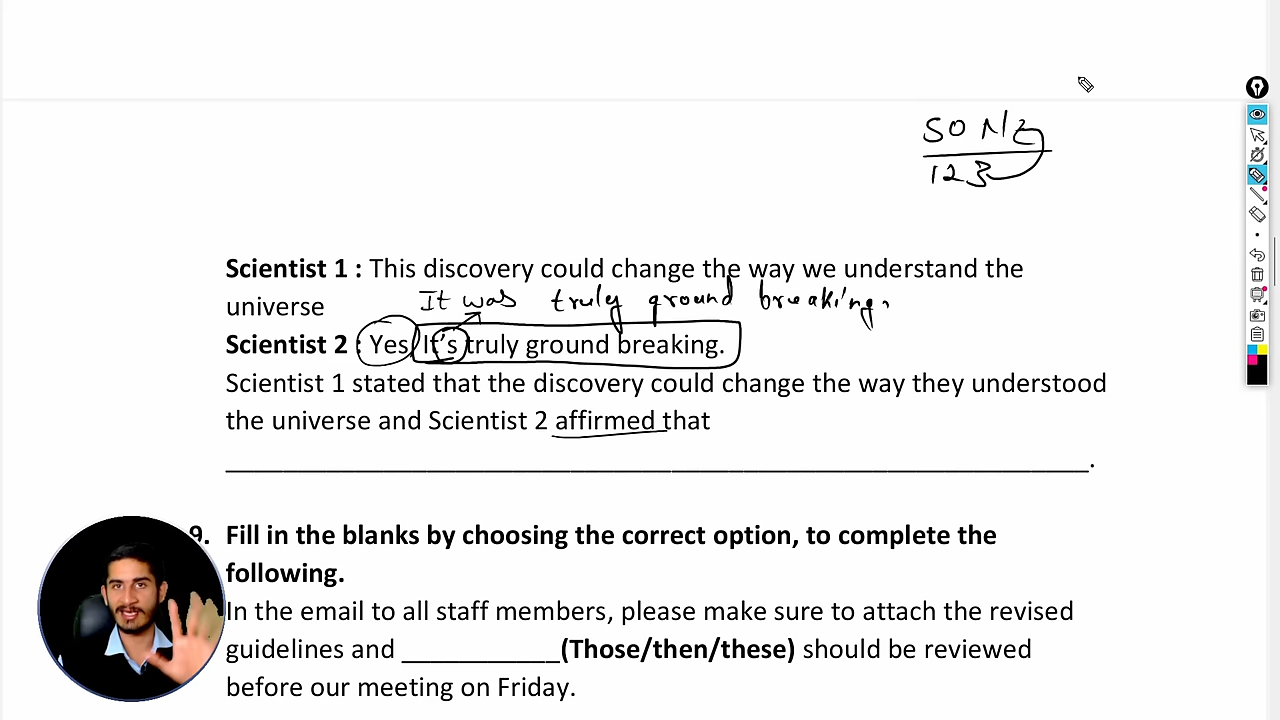 SO N2
123
Scientist 1 : This discovery could change the way we understand the
universe
It was truly ground breaking.
Scientist 2 : Yes, It's truly ground breaking.
Scientist 1 stated that the discovery could change the way they understood
the universe and Scientist 2 affirmed that
______________________________.
9. Fill in the blanks by choosing the correct option, to complete the
following.
In the email to all staff members, please make sure to attach the revised
guidelines and ___________(Those/then/these) should be reviewed
before our meeting on Friday.